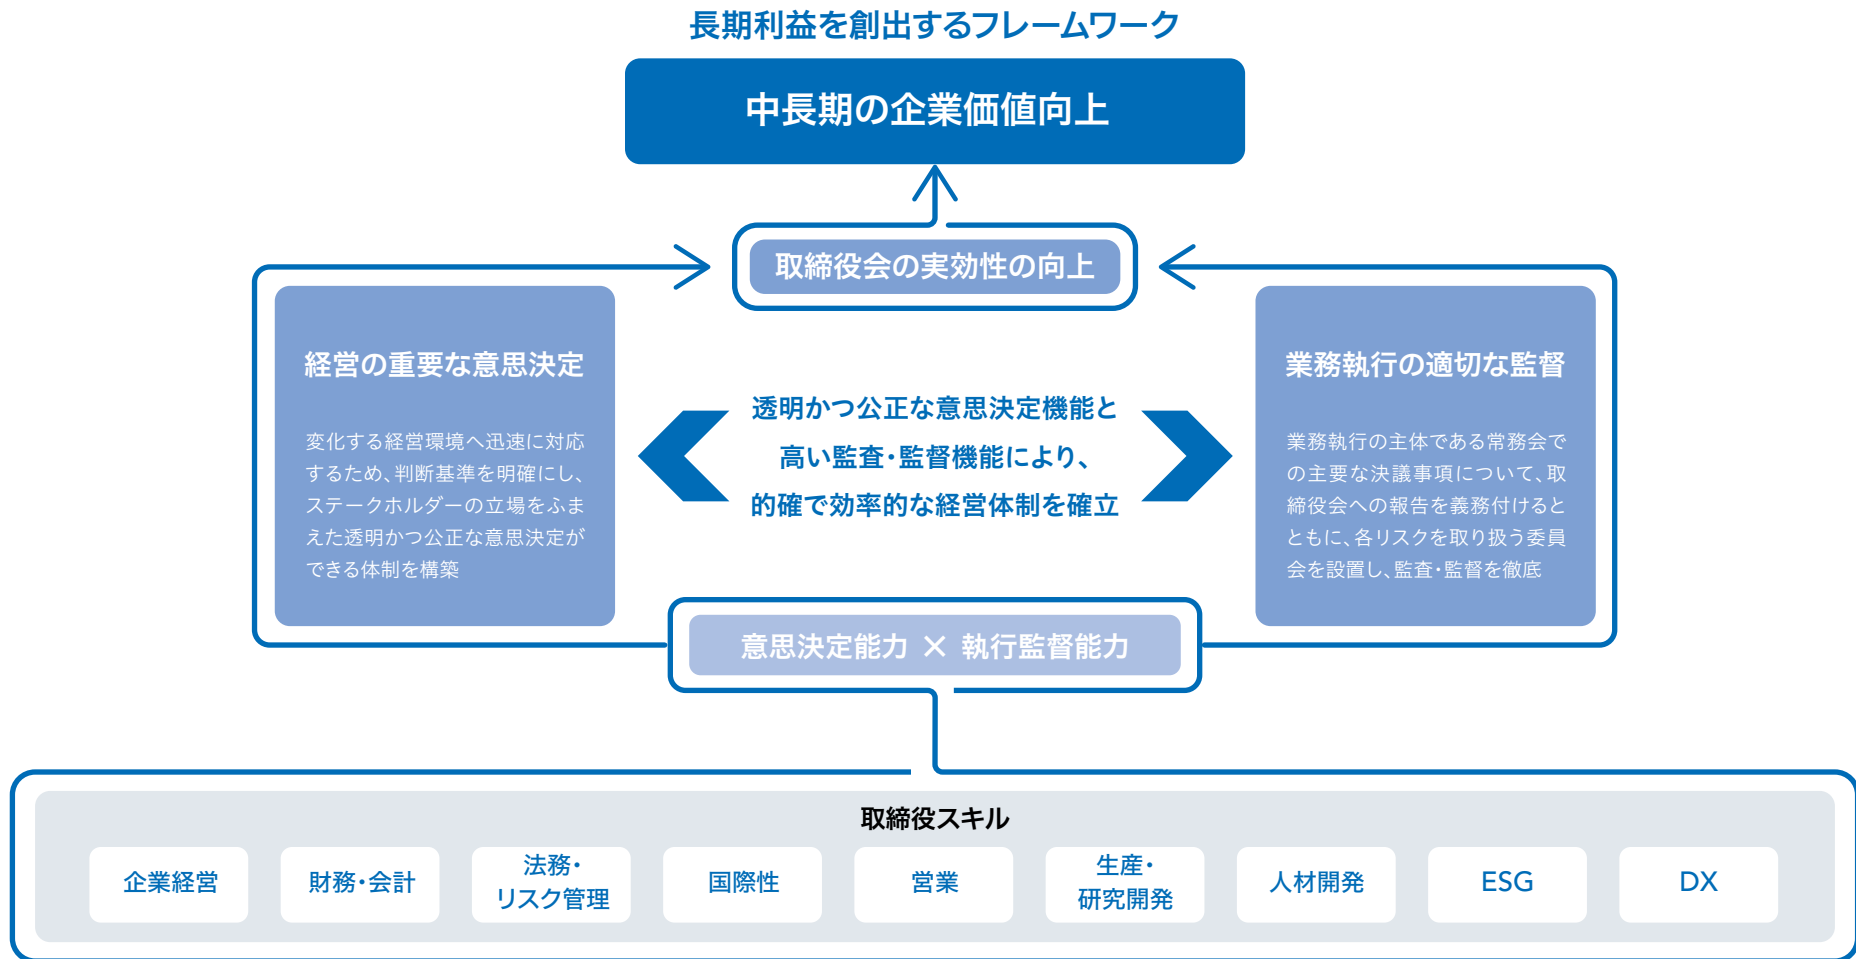 長期利益を創出するフレームワーク
中長期の企業価値向上
取締役会の実効性の向上
経営の重要な意思決定
変化する経営環境へ迅速に対応
するため、判断基準を明確にし、
ステークホルダーの立場をふま
えた透明かつ公正な意思決定が
できる体制を構築
透明かつ公正な意思決定機能と
高い監査・監督機能により、
的確で効率的な経営体制を確立
業務執行の適切な監督
業務執行の主体である常務会で
の主要な決議事項について、取
締役会への報告を義務付けると
ともに、各リスクを取り扱う委員
会を設置し、監査・監督を徹底
意思決定能力 × 執行監督能力
取締役スキル
企業経営
財務・会計
法務・
リスク管理
国際性
営業
生産・
研究開発
人材開発
ESG
DX